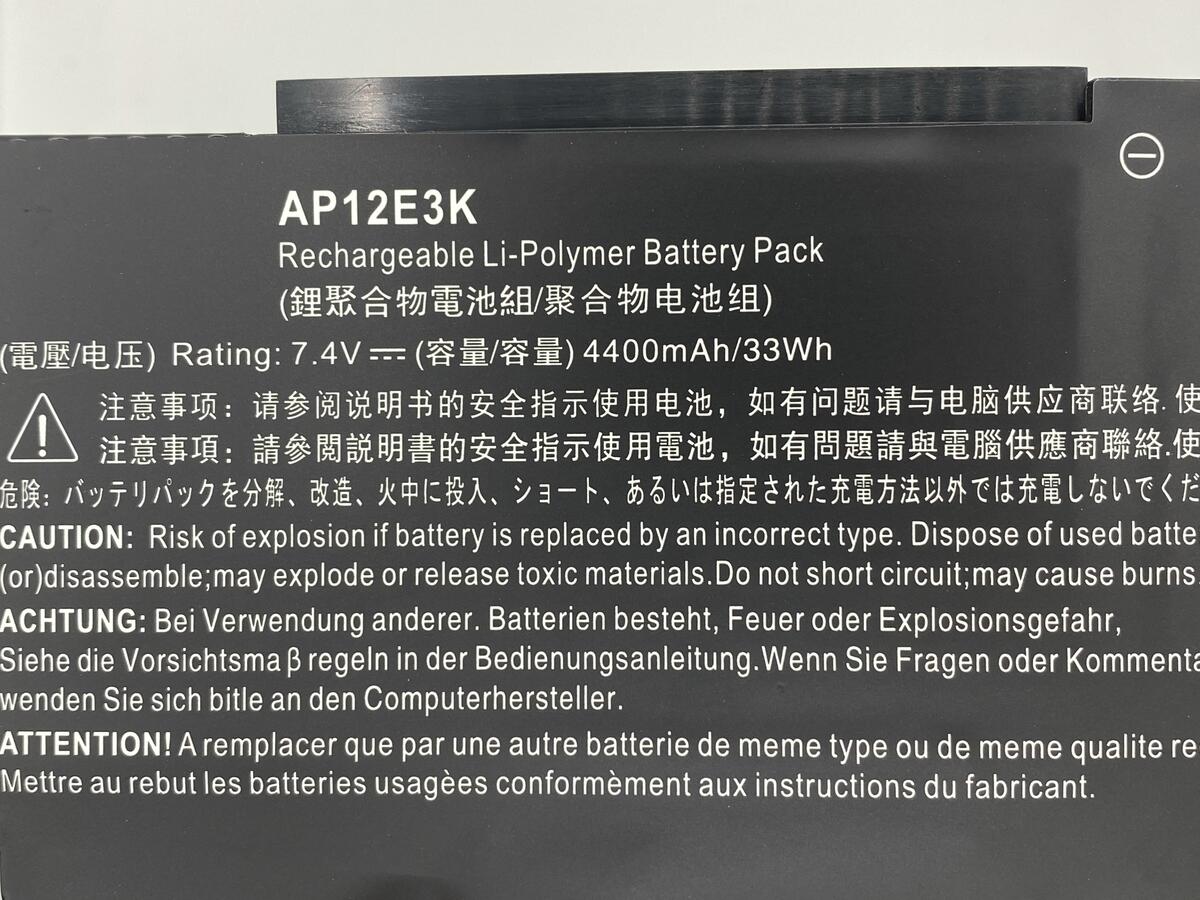 AP12E3K
Rechargeable Li-Polymer Battery Pack
(鋰聚合物電池組/聚合物电池组)
(電壓/电压) Rating: 7.4V ⎓ (容量/容量) 4400mAh/33Wh
注意事项：请参阅说明书的安全指示使用电池，如有问题请与电脑供应商联络.使
注意事項：請參閱説明書的安全指示使用電池，如有問題請與電腦供應商聯絡.使
危険：バッテリパックを分解、改造、火中に投入、ショート、あるいは指定された充電方法以外では充電しないでくだ
CAUTION: Risk of explosion if battery is replaced by an incorrect type. Dispose of used batte
(or)disassemble;may explode or release toxic materials.Do not short circuit;may cause burns.
ACHTUNG: Bei Verwendung anderer. Batterien besteht, Feuer oder Explosionsgefahr,
Siehe die Vorsichtsma β regeln in der Bedienungsanleitung.Wenn Sie Fragen oder Kommenta
wenden Sie sich bitle an den Computerhersteller.
ATTENTION! A remplacer que par une autre batterie de meme type ou de meme qualite re
Mettre au rebut les batteries usagèes conformèment aux instructions du fabricant.